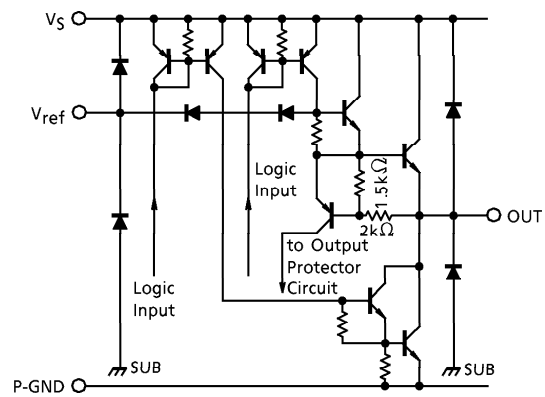 VS
Vref
Logic
Input
1.5kΩ
2kΩ
OUT
to Output
Protector
Circuit
Logic
Input
SUB
SUB
P-GND